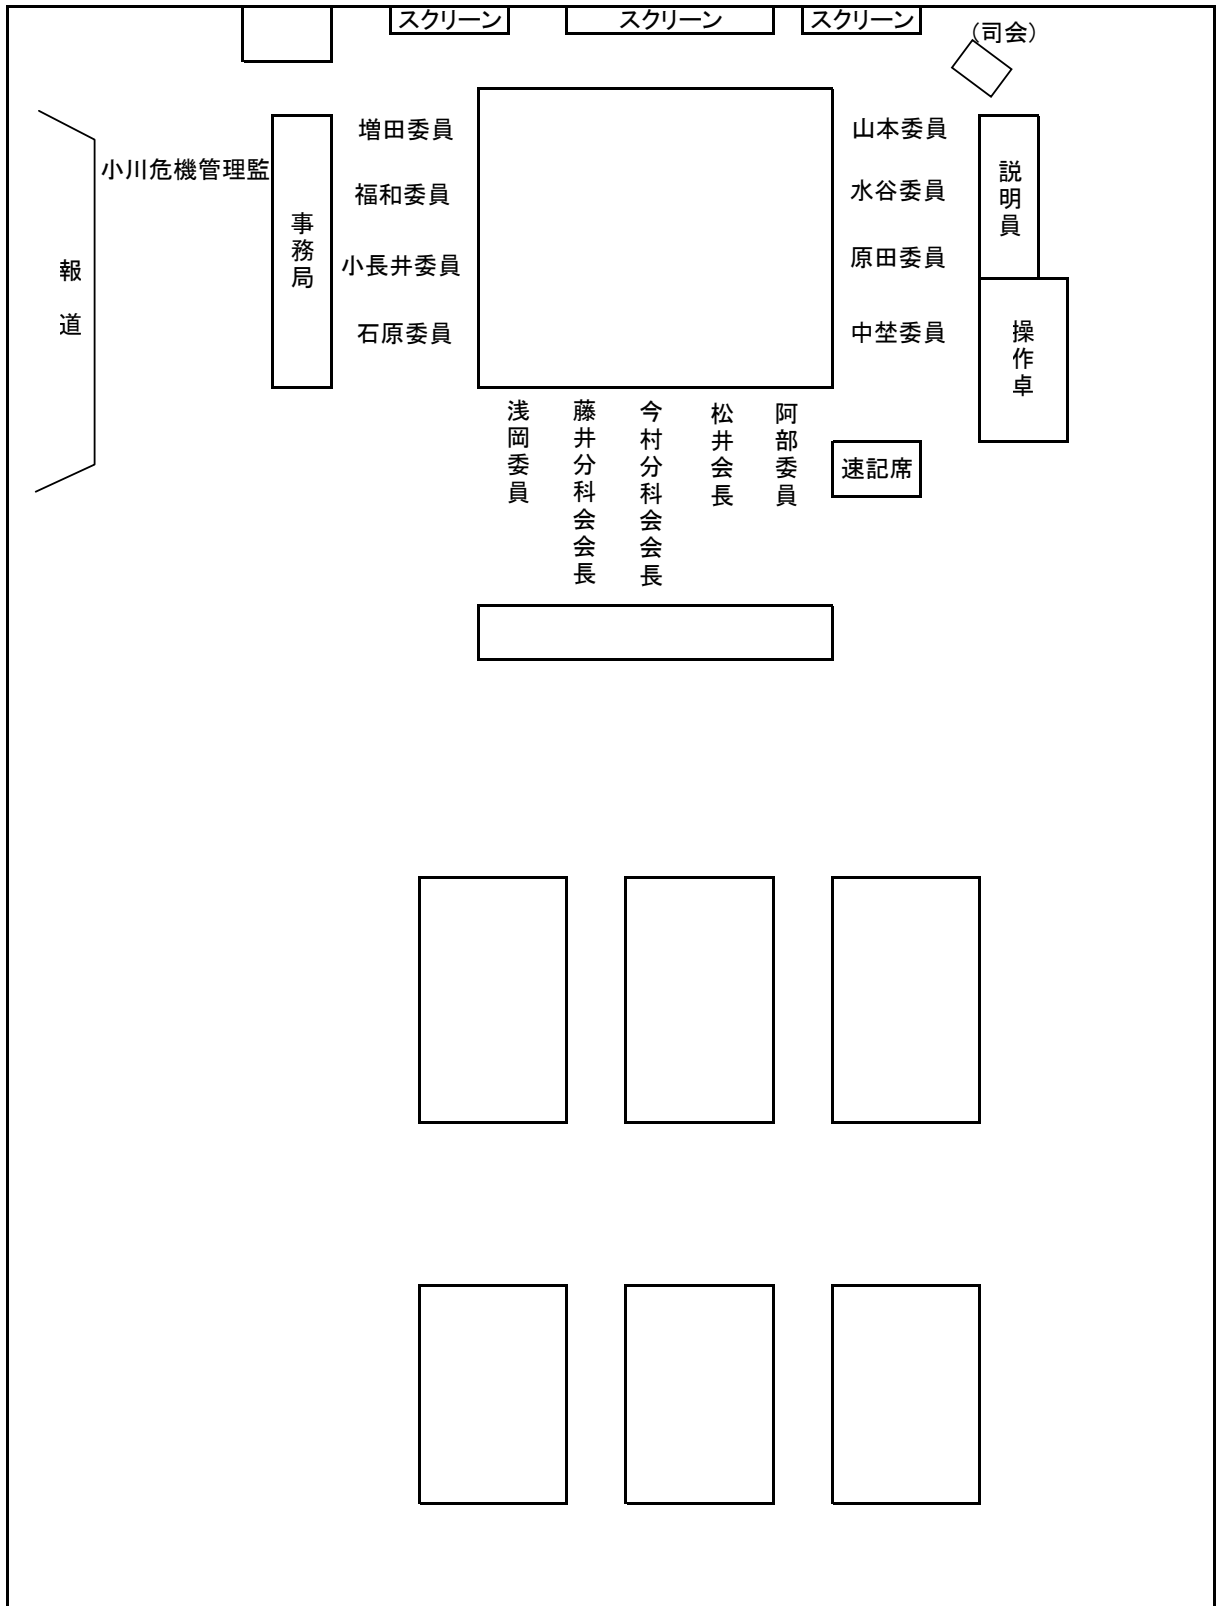 スクリーン
スクリーン
スクリーン
(司会)
増田委員
山本委員
小川危機管理監
福和委員
水谷委員
説明員
事務局
小長井委員
原田委員
報道
石原委員
中埜委員
操作卓
浅岡委員
藤井分科会会長
今村分科会会長
松井会長
阿部委員
速記席